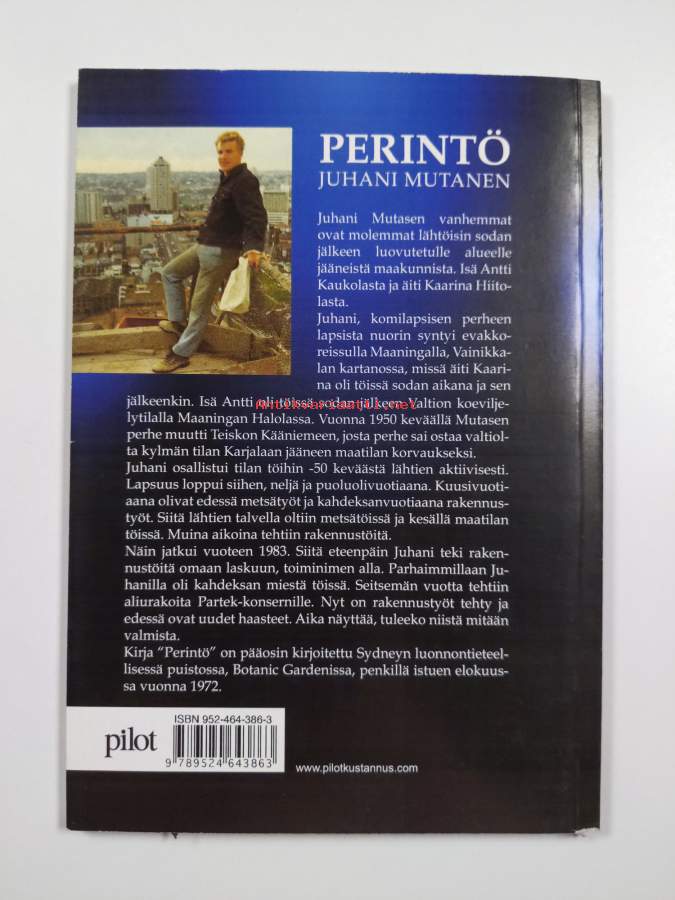 PERINTÖ
JUHANI MUTANEN
Juhani Mutasen vanhemmat
ovat molemmat lähtöisin sodan
jälkeen luovutetulle alueelle
jääneistä maakunnista. Isä Antti
Kaukolasta ja äiti Kaarina Hiito-
lasta.
Juhani, komilapsisen perheen
lapsista nuorin syntyi evakko-
reissulla Maaningalla, Vainikka-
lan kartanossa, missä äiti Kaari-
na oli töissä sodan aikana ja sen
jälkeenkin. Isä Antti oli töissä sodan jälkeen Valtion koevilje-
lytilalla Maaningan Halolassa. Vuonna 1950 keväällä Mutasen
perhe muutti Teiskon Kääniemeen, josta perhe sai ostaa valtiol-
ta kylmän tilan Karjalaan jääneen maatilan korvaukseksi.
Juhani osallistui tilan töihin -50 keväästä lähtien aktiivisesti.
Lapsuus loppui siihen, neljä ja puoluolivuotiaana. Kuusivuoti-
aana olivat edessä metsätyöt ja kahdeksanvuotiaana rakennus-
työt. Siitä lähtien talvella oltiin metsätöissä ja kesällä maatilan
töissä. Muina aikoina tehtiin rakennustöitä.
Näin jatkui vuoteen 1983. Siitä eteenpäin Juhani teki raken-
nustöitä omaan laskuun, toiminimen alla. Parhaimmillaan Ju-
hanilla oli kahdeksan miestä töissä. Seitsemän vuotta tehtiin
aliurakoita Partek-konsernille. Nyt on rakennustyöt tehty ja
edessä ovat uudet haasteet. Aika näyttää, tuleeko niistä mitään
valmista.
Kirja “Perintö” on pääosin kirjoitettu Sydneyn luonnontieteel-
lisessä puistossa, Botanic Gardenissa, penkillä istuen elokuus-
sa vuonna 1972.
pilot
ISBN 952-464-386-3
9 789524 643863
www.pilotkustannus.com
Antikvariaatti.net